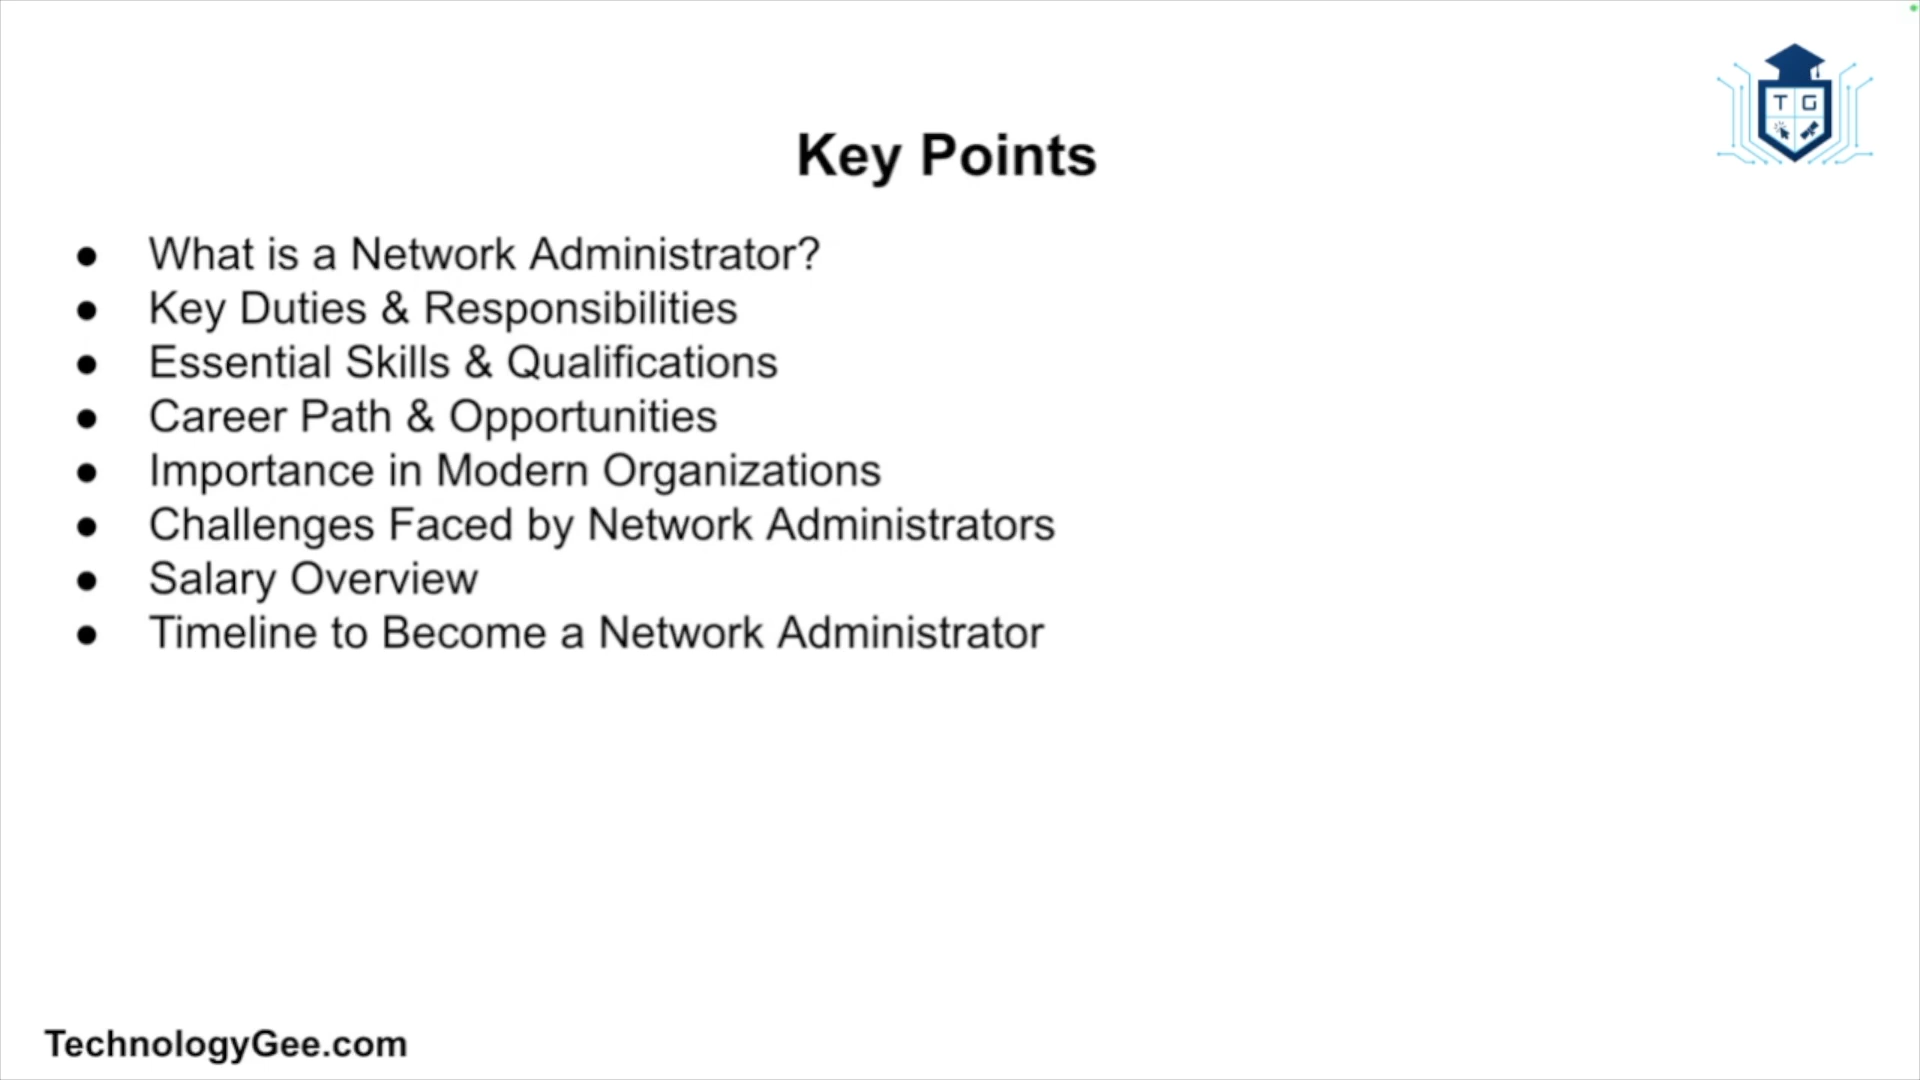 T G
Key Points
● What is a Network Administrator?
● Key Duties & Responsibilities
● Essential Skills & Qualifications
● Career Path & Opportunities
● Importance in Modern Organizations
● Challenges Faced by Network Administrators
● Salary Overview
● Timeline to Become a Network Administrator
TechnologyGee.com